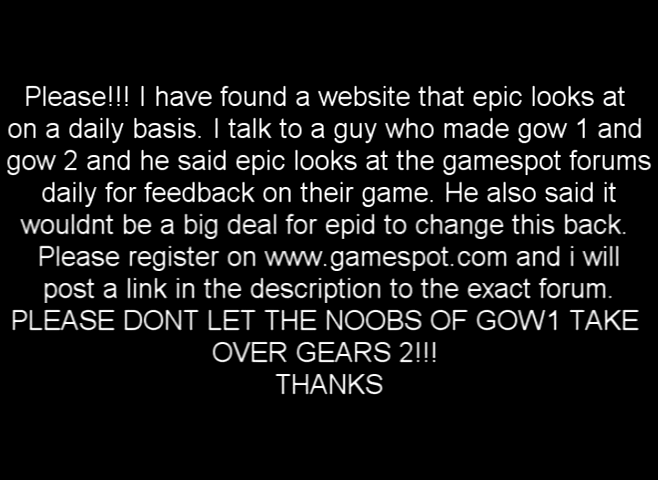 Please!!! I have found a website that epic looks at
on a daily basis. I talk to a guy who made gow 1 and
gow 2 and he said epic looks at the gamespot forums
daily for feedback on their game. He also said it
wouldnt be a big deal for epid to change this back.
Please register on www.gamespot.com and i will
post a link in the description to the exact forum.
PLEASE DONT LET THE NOOBS OF GOW1 TAKE
OVER GEARS 2!!!
THANKS